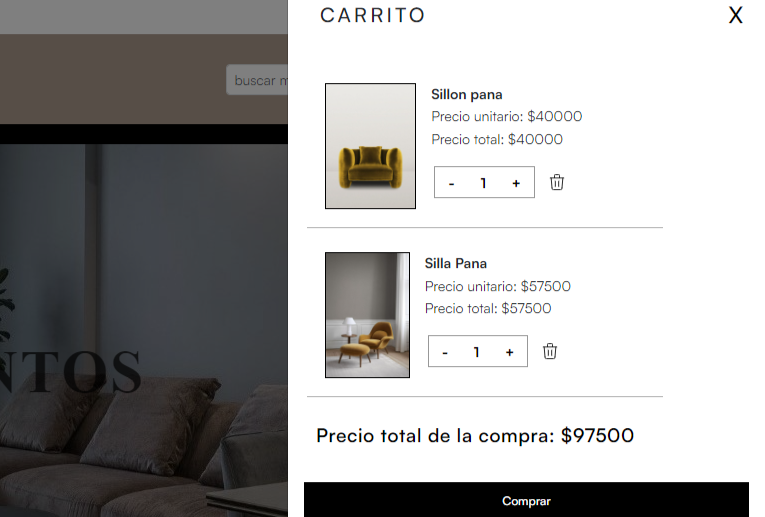 CARRITO
X
buscar m
Sillon pana
Precio unitario: $40000
Precio total: $40000
- 1 +
Silla Pana
Precio unitario: $57500
Precio total: $57500
- 1 +
NTOS
Precio total de la compra: $97500
Comprar